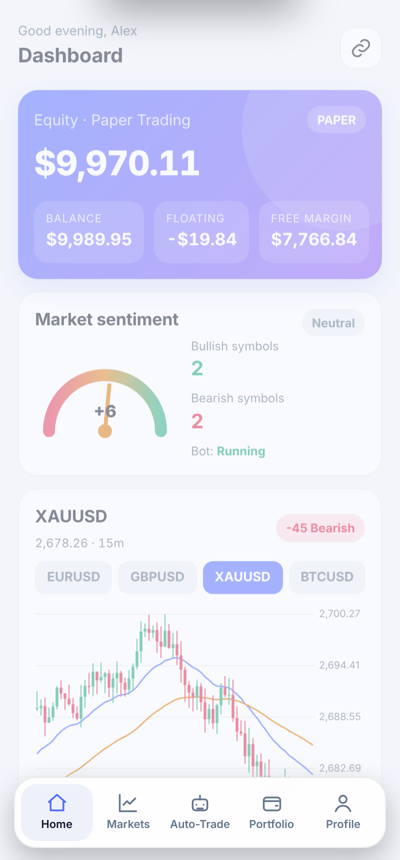 Good evening, Alex
Dashboard
Equity · Paper Trading
PAPER
$9,970.11
BALANCE
$9,989.95
FLOATING
-$19.84
FREE MARGIN
$7,766.84
Market sentiment
Neutral
+6
Bullish symbols
2
Bearish symbols
2
Bot: Running
XAUUSD
2,678.26 · 15m
-45 Bearish
EURUSD
GBPUSD
XAUUSD
BTCUSD
2,700.27
2,694.41
2,688.55
2,682.69
Home
Markets
Auto-Trade
Portfolio
Profile